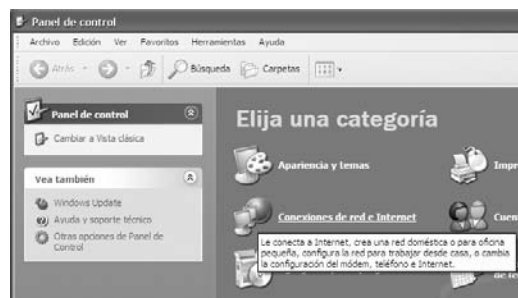 Panel de control
Archivo Edición Ver Favoritos Herramientas Ayuda
Atrás Búsqueda Carpetas
Panel de control
Cambiar a Vista clásica
Vea también
Windows Update
Ayuda y soporte técnico
Otras opciones de Panel de
Control
Elija una categoría
Apariencia y temas
Impre
Conexiones de red e Internet
Cuen
Le conecta a Internet, crea una red doméstica o para oficina
pequeña, configura la red para trabajar desde casa, o cambia
la configuración del módem, teléfono e Internet.